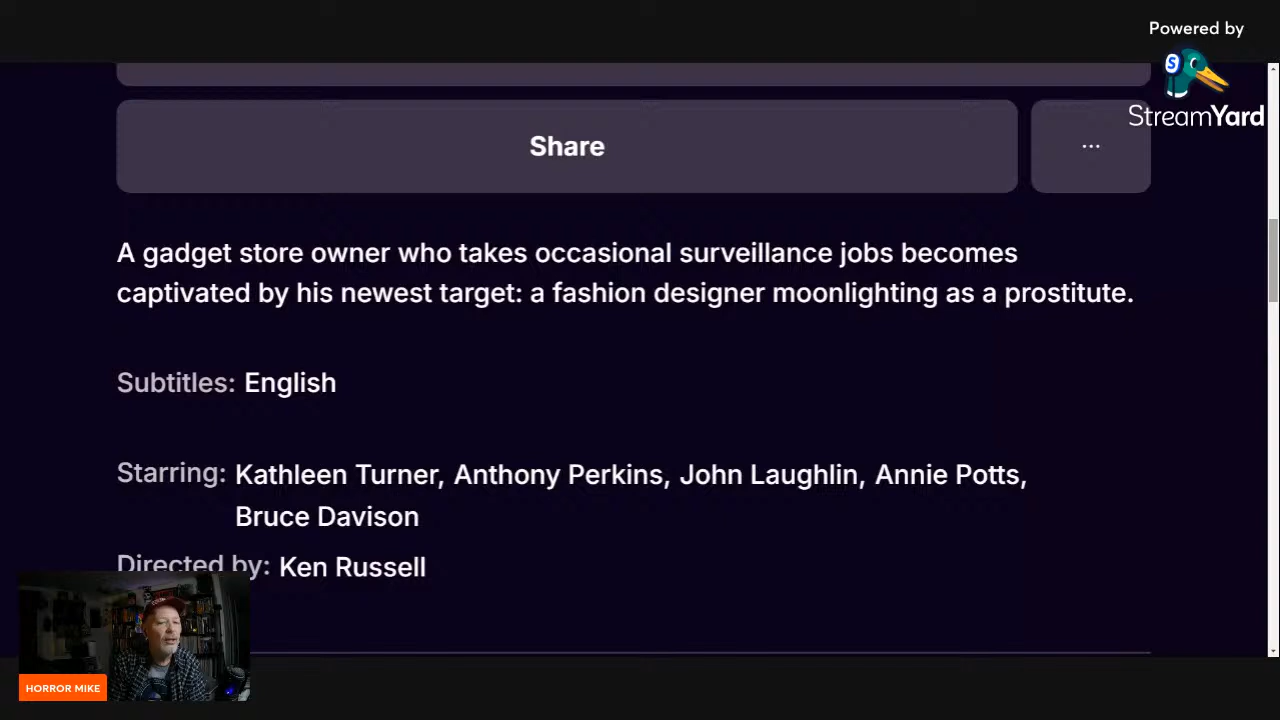 Powered by
StreamYard
Share
...
A gadget store owner who takes occasional surveillance jobs becomes
captivated by his newest target: a fashion designer moonlighting as a prostitute.
Subtitles: English
Starring: Kathleen Turner, Anthony Perkins, John Laughlin, Annie Potts,
Bruce Davison
Directed by: Ken Russell
HORROR MIKE